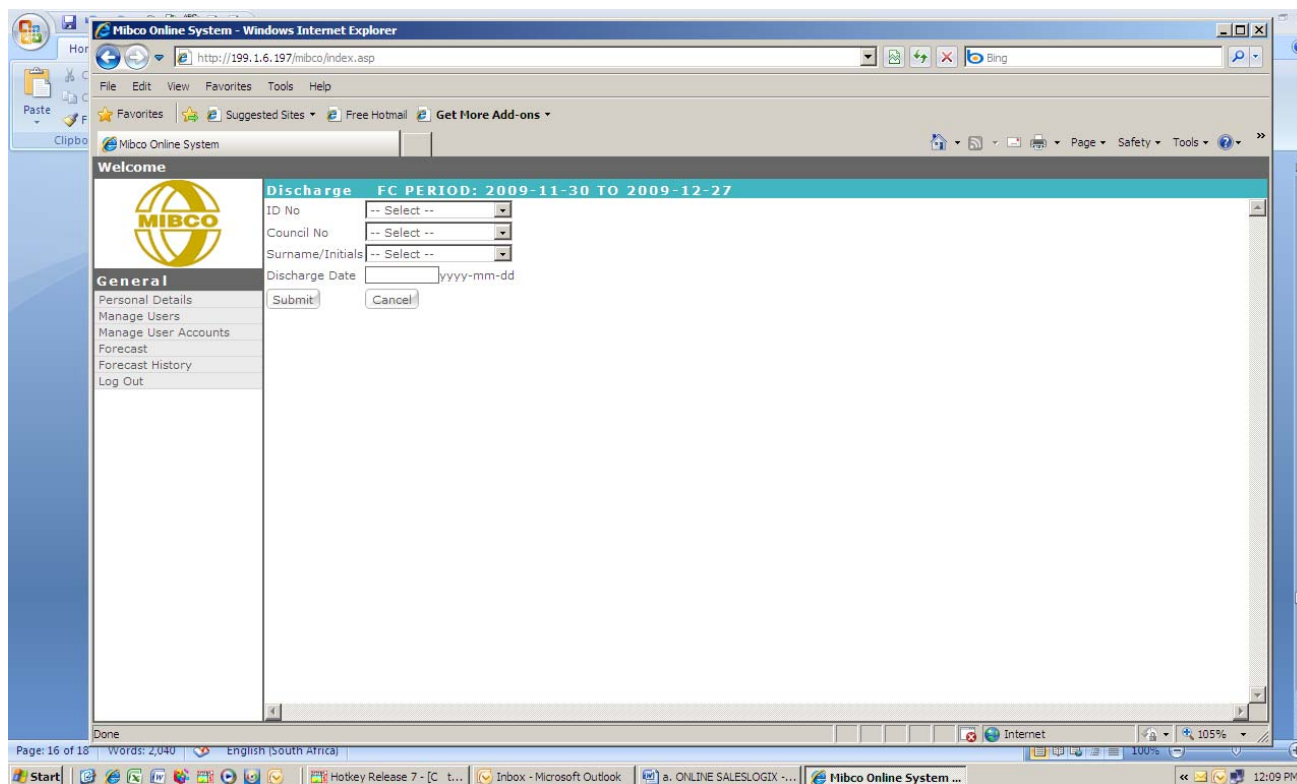 Mibco Online System - Windows Internet Explorer
Hor
http://199.1.6.197/mibco/index.asp
Bing
File Edit View Favorites Tools Help
Paste
Favorites Suggested Sites Free Hotmail Get More Add-ons
Clipbo
Mibco Online System
Page Safety Tools
Welcome
MIBCO
Discharge FC PERIOD: 2009-11-30 TO 2009-12-27
ID No -- Select --
Council No -- Select --
Surname/Initials -- Select --
Discharge Date yyyy-mm-dd
Submit Cancel
General
Personal Details
Manage Users
Manage User Accounts
Forecast
Forecast History
Log Out
Done Internet 105%
Page: 16 of 18 Words: 2,040 English (South Africa) 100%
Start Hotkey Release 7 - [C t... Inbox - Microsoft Outlook a. ONLINE SALESLOGIX -... Mibco Online System ... 12:09 PM